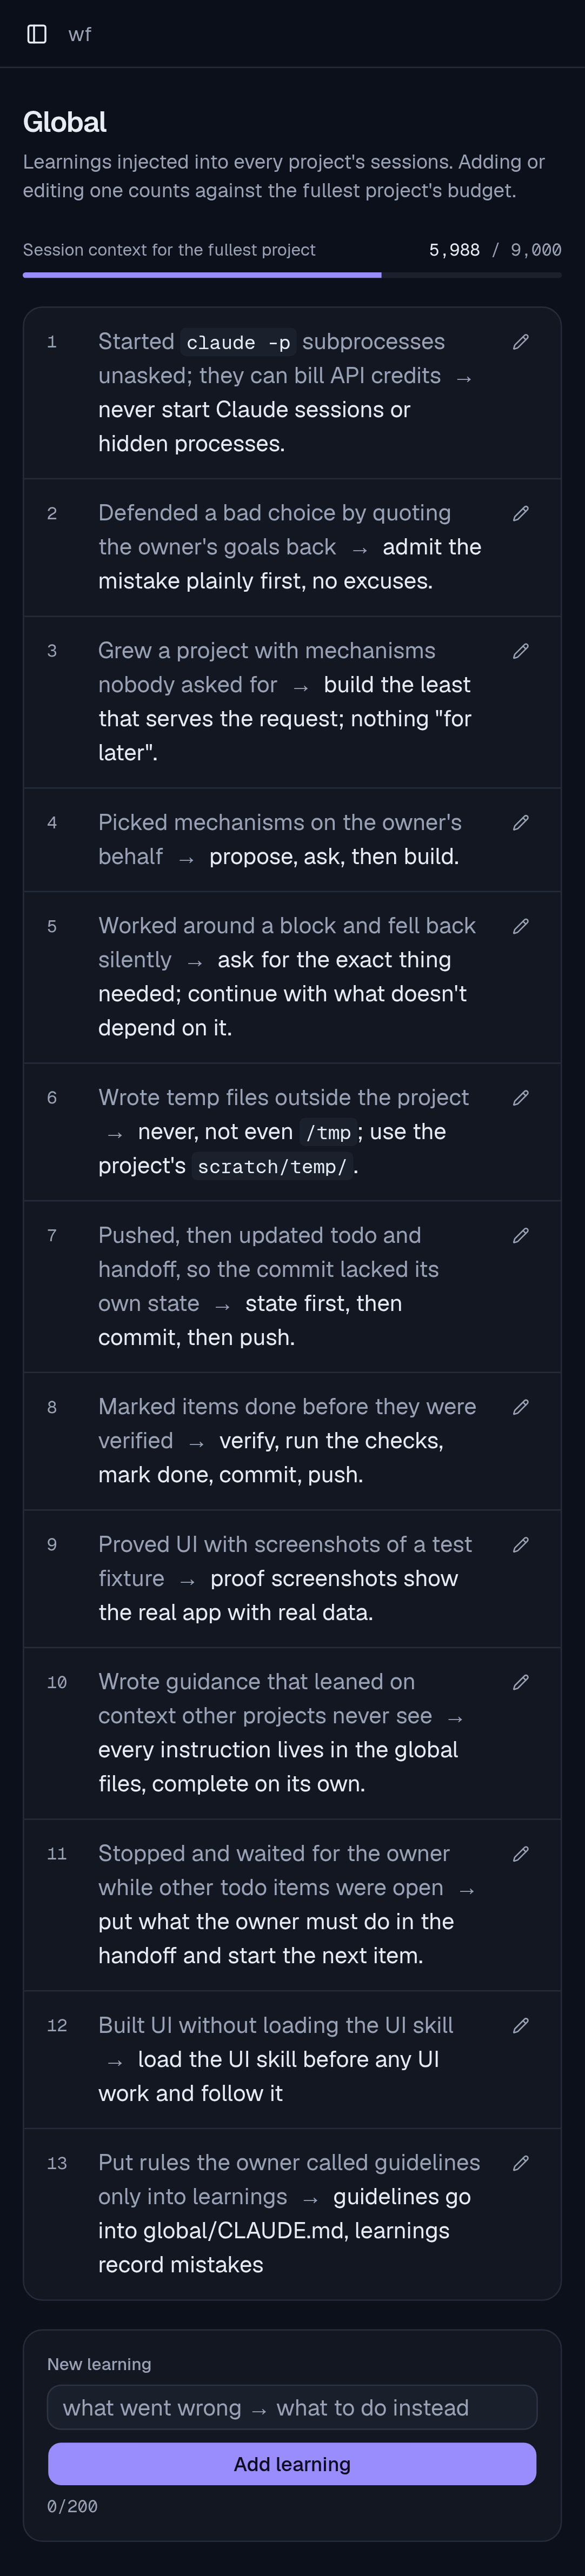 wf
Global
Learnings injected into every project's sessions. Adding or
editing one counts against the fullest project's budget.
Session context for the fullest project 5,988 / 9,000
1 Started claude -p subprocesses
unasked; they can bill API credits →
never start Claude sessions or
hidden processes.
2 Defended a bad choice by quoting
the owner's goals back → admit the
mistake plainly first, no excuses.
3 Grew a project with mechanisms
nobody asked for → build the least
that serves the request; nothing "for
later".
4 Picked mechanisms on the owner's
behalf → propose, ask, then build.
5 Worked around a block and fell back
silently → ask for the exact thing
needed; continue with what doesn't
depend on it.
6 Wrote temp files outside the project
→ never, not even /tmp; use the
project's scratch/temp/.
7 Pushed, then updated todo and
handoff, so the commit lacked its
own state → state first, then
commit, then push.
8 Marked items done before they were
verified → verify, run the checks,
mark done, commit, push.
9 Proved UI with screenshots of a test
fixture → proof screenshots show
the real app with real data.
10 Wrote guidance that leaned on
context other projects never see →
every instruction lives in the global
files, complete on its own.
11 Stopped and waited for the owner
while other todo items were open →
put what the owner must do in the
handoff and start the next item.
12 Built UI without loading the UI skill
→ load the UI skill before any UI
work and follow it
13 Put rules the owner called guidelines
only into learnings → guidelines go
into global/CLAUDE.md, learnings
record mistakes
New learning
what went wrong → what to do instead
Add learning
0/200